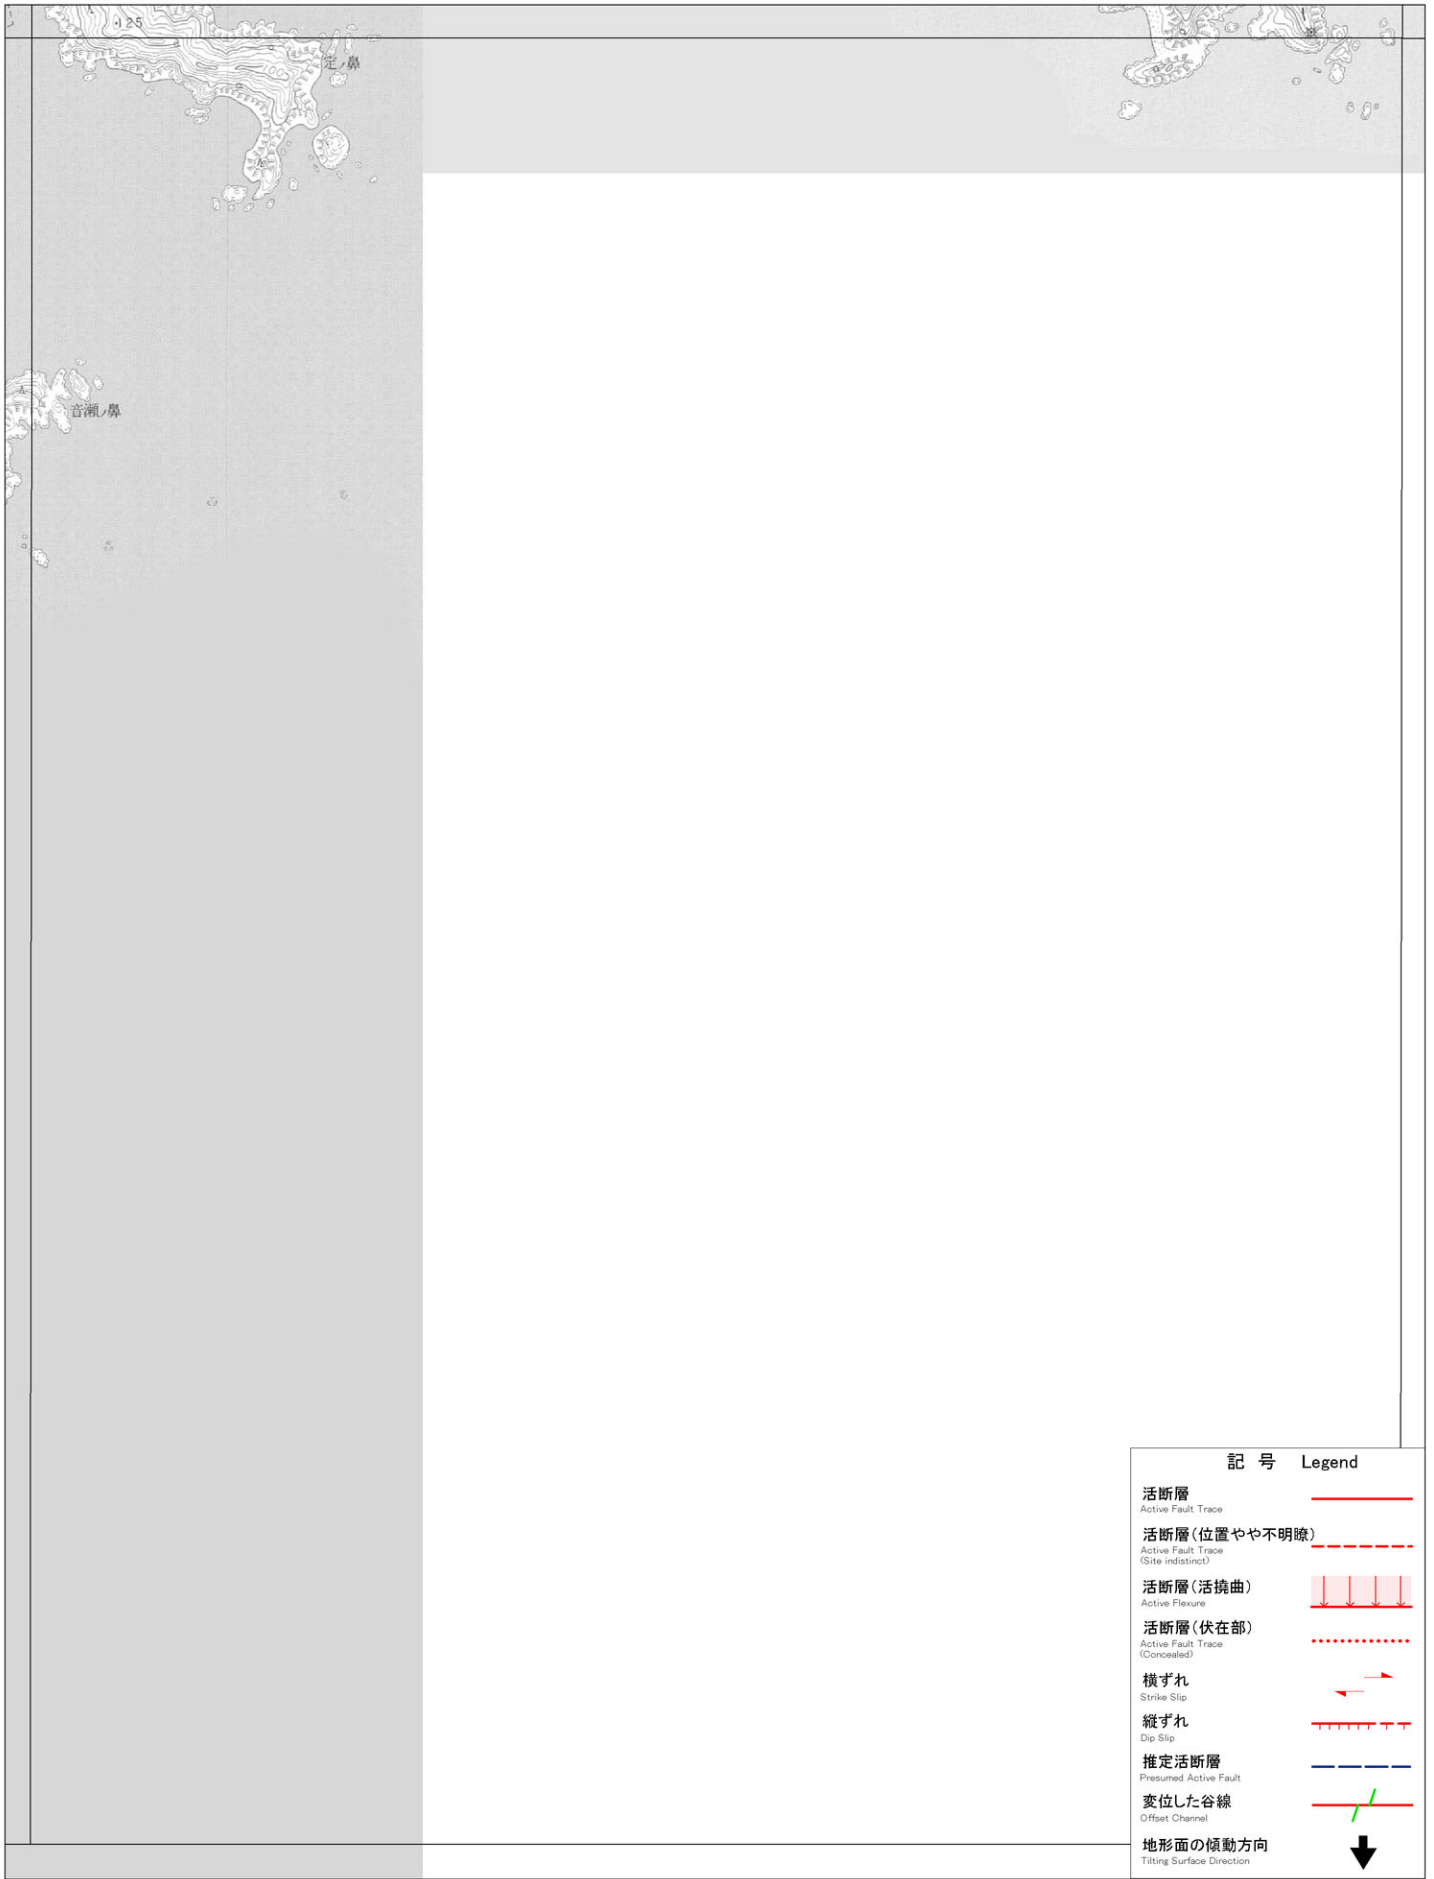 ・125
定ノ鼻
100
音瀬ノ鼻
記号 Legend
活断層
Active Fault Trace
活断層(位置やや不明瞭)
Active Fault Trace
(Site indistinct)
活断層(活撓曲)
Active Flexure
活断層(伏在部)
Active Fault Trace
(Concealed)
横ずれ
Strike Slip
縦ずれ
Dip Slip
推定活断層
Presumed Active Fault
変位した谷線
Offset Channel
地形面の傾動方向
Tilting Surface Direction